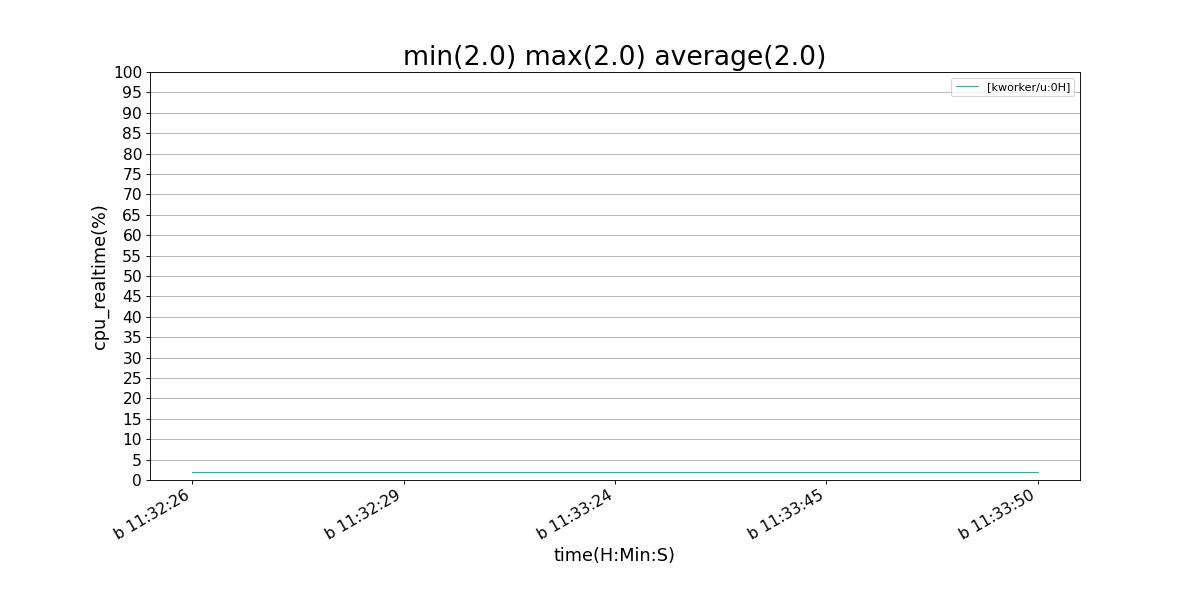 min(2.0) max(2.0) average(2.0)
[kworker/u:0H]
100
95
90
85
80
75
70
65
60
55
50
45
40
35
30
25
20
15
10
5
0
cpu_realtime(%)
b 11:32:26
b 11:32:29
b 11:33:24
b 11:33:45
b 11:33:50
time(H:Min:S)